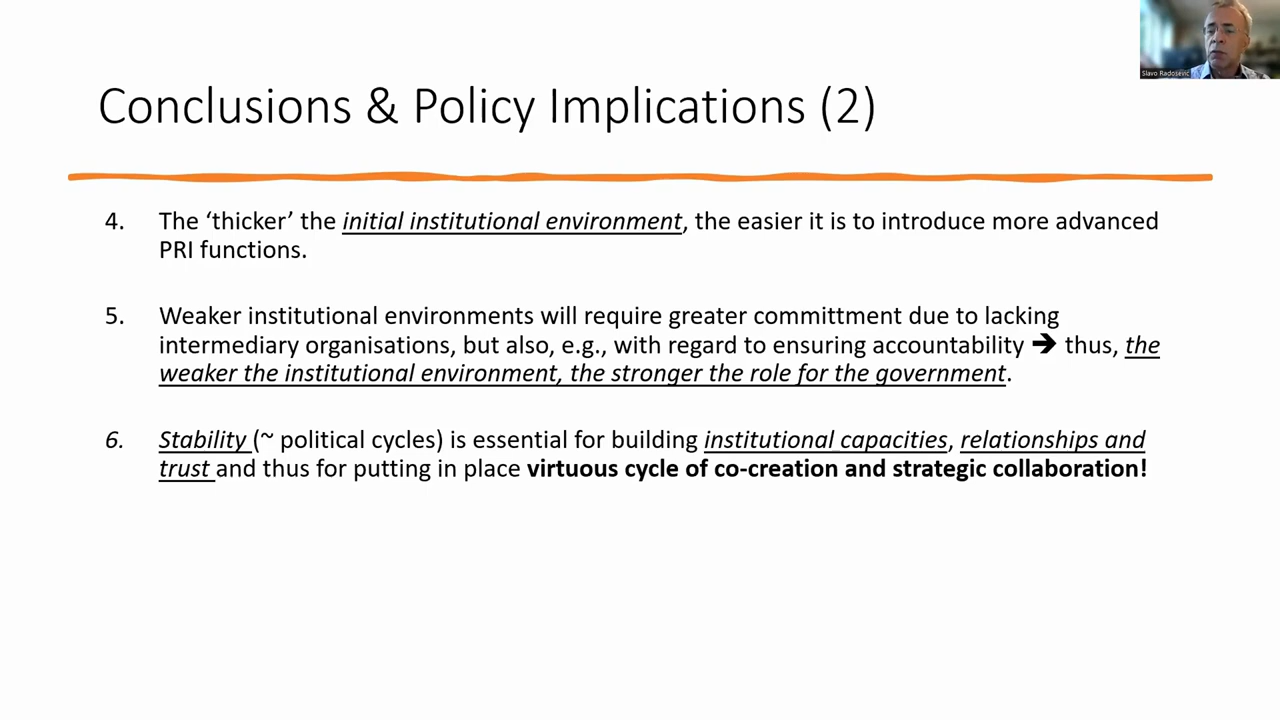 Slavo Radosević
Conclusions & Policy Implications (2)
4. The ‘thicker’ the initial institutional environment, the easier it is to introduce more advanced
PRI functions.
5. Weaker institutional environments will require greater committment due to lacking
intermediary organisations, but also, e.g., with regard to ensuring accountability ➔ thus, the
weaker the institutional environment, the stronger the role for the government.
6. Stability (~ political cycles) is essential for building institutional capacities, relationships and
trust and thus for putting in place virtuous cycle of co-creation and strategic collaboration!